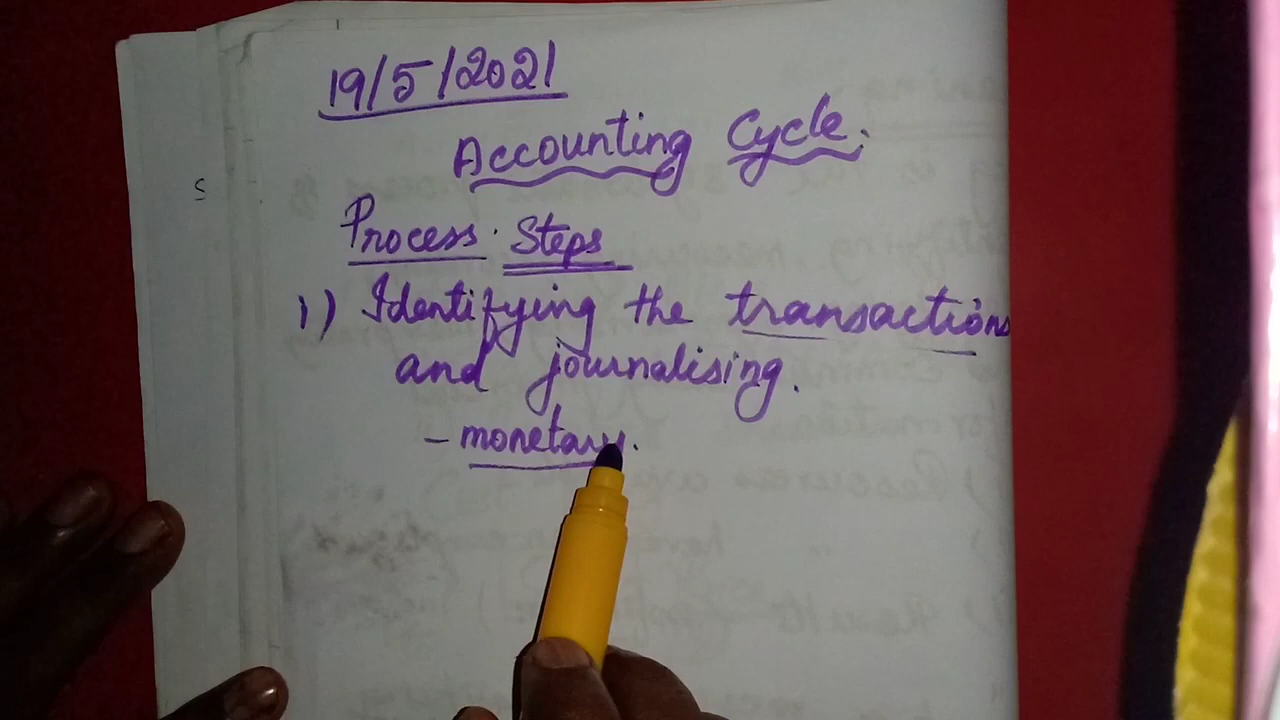 19/5/2021
Accounting Cycle.
Process Steps
1) Identifying the transactions
and journalising.
- monetary.
S